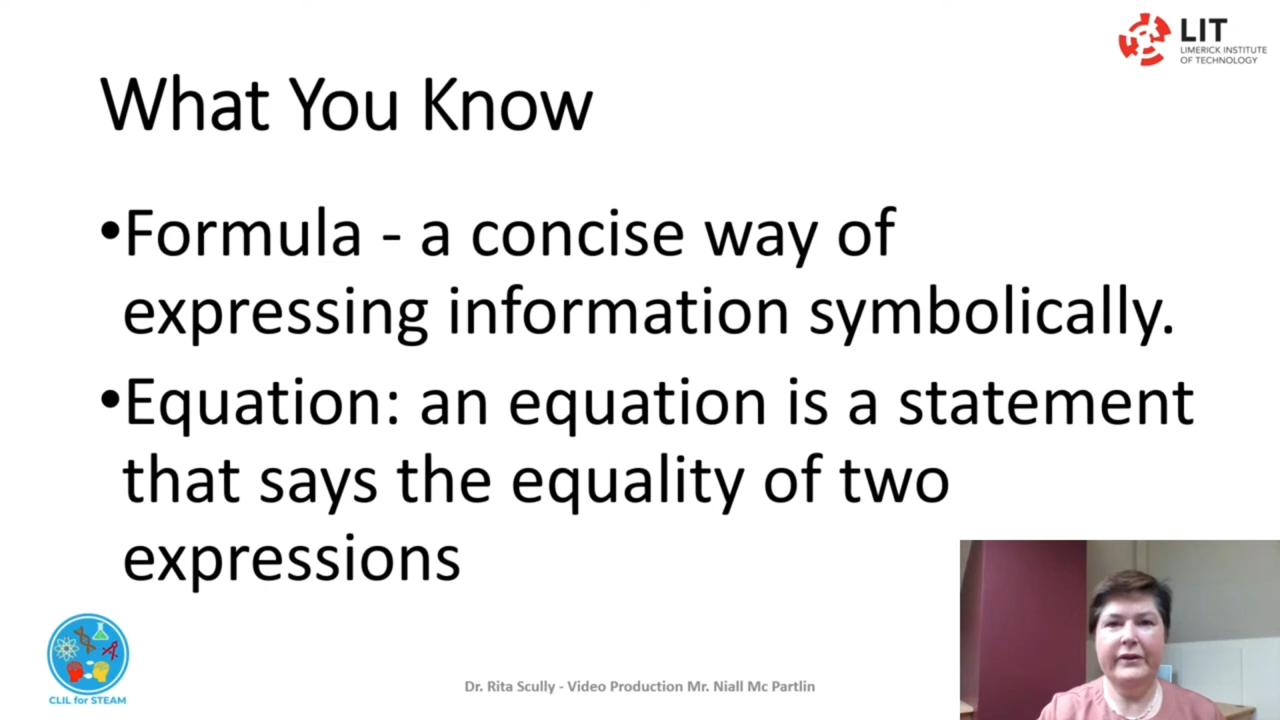 LIT
LIMERICK INSTITUTE
OF TECHNOLOGY
What You Know
•Formula - a concise way of
expressing information symbolically.
•Equation: an equation is a statement
that says the equality of two
expressions
CLIL for STEAM
Dr. Rita Scully - Video Production Mr. Niall Mc Partlin